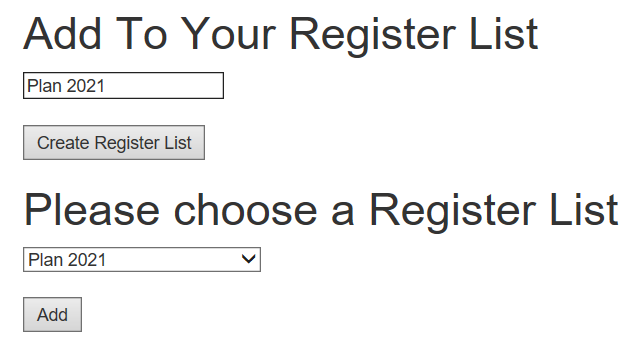 Add To Your Register List
Plan 2021
Create Register List
Please choose a Register List
Plan 2021
Add